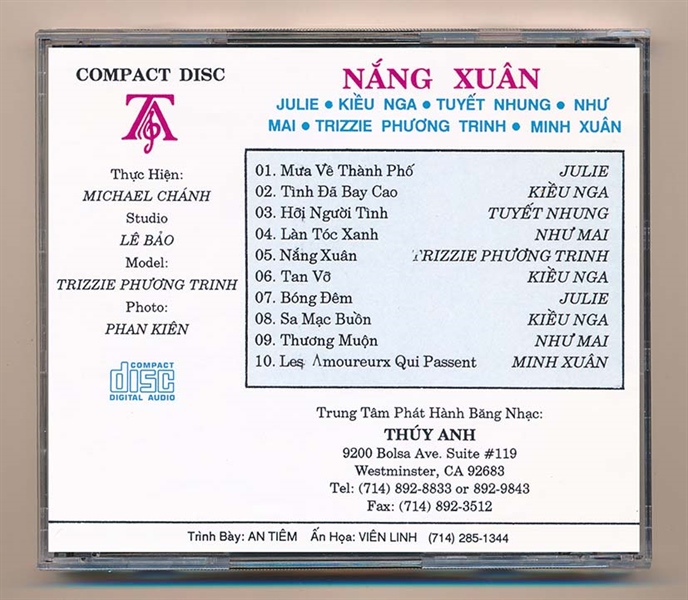 COMPACT DISC
TA
Thực Hiện:
MICHAEL CHÁNH
Studio
LÊ BẢO
Model:
TRIZZIE PHƯƠNG TRINH
Photo:
PHAN KIÊN
COMPACT
disc
DIGITAL AUDIO
NẮNG XUÂN
JULIE • KIỀU NGA • TUYẾT NHUNG • NHƯ
MAI • TRIZZIE PHƯƠNG TRINH • MINH XUÂN
01. Mưa Về Thành Phố JULIE
02. Tình Đã Bay Cao KIỀU NGA
03. Hỡi Người Tình TUYẾT NHUNG
04. Làn Tóc Xanh NHƯ MAI
05. Nắng Xuân TRIZZIE PHƯƠNG TRINH
06. Tan Vỡ KIỀU NGA
07. Bóng Đêm JULIE
08. Sa Mạc Buồn KIỀU NGA
09. Thương Muộn NHƯ MAI
10. Les Amoureurx Qui Passent MINH XUÂN
Trung Tâm Phát Hành Băng Nhạc:
THÚY ANH
9200 Bolsa Ave. Suite #119
Westminster, CA 92683
Tel: (714) 892-8833 or 892-9843
Fax: (714) 892-3512
Trình Bày: AN TIÊM Ấn Họa: VIÊN LINH (714) 285-1344